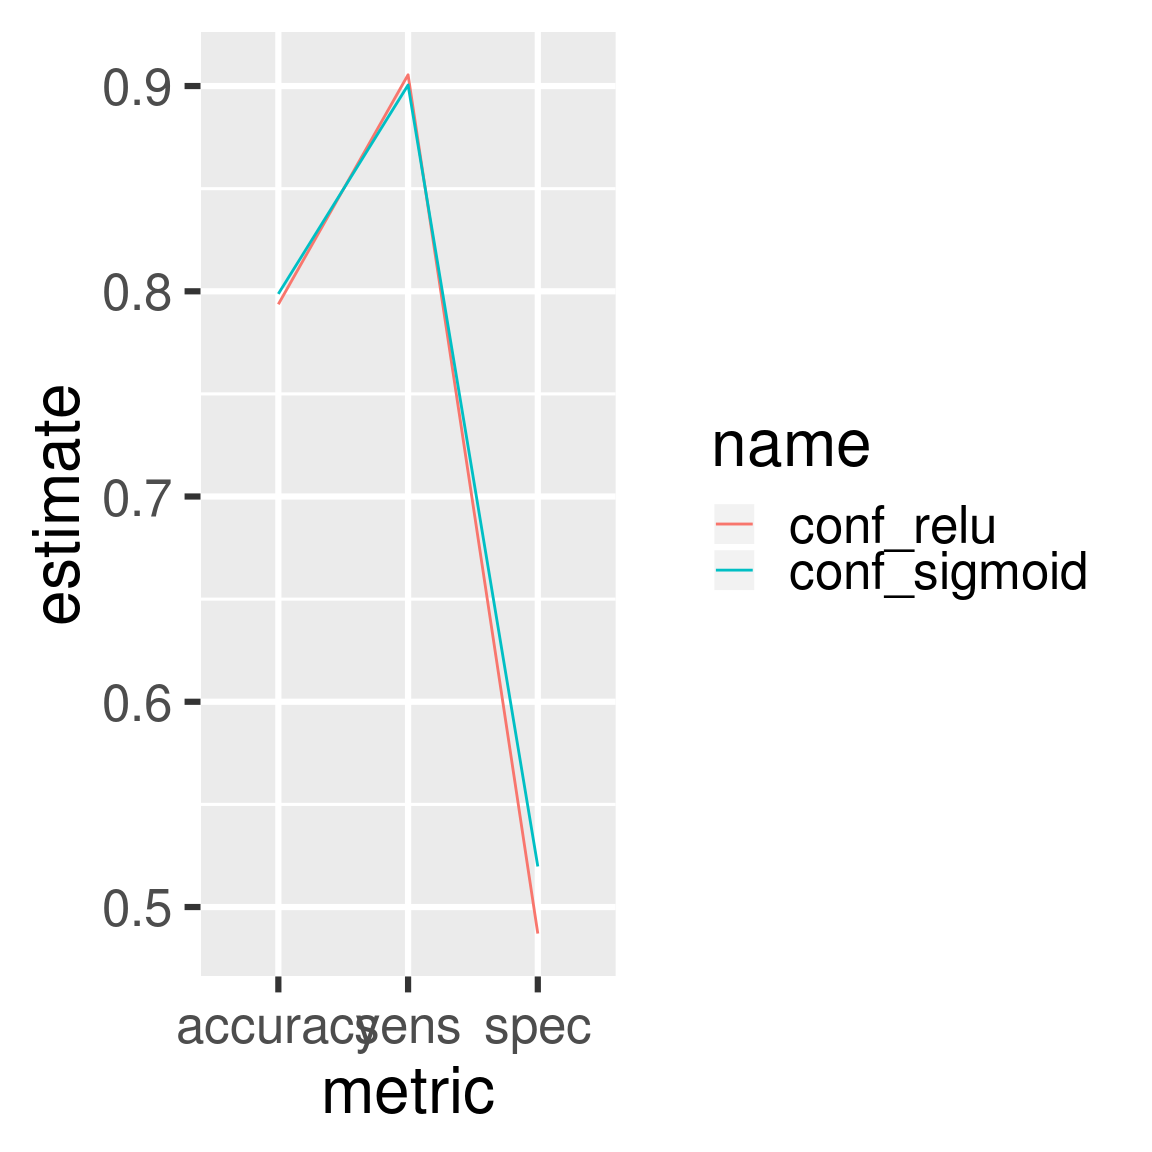 estimate
0.9
0.8
0.7
0.6
0.5
accuracy sens spec
metric
name
conf_relu
conf_sigmoid